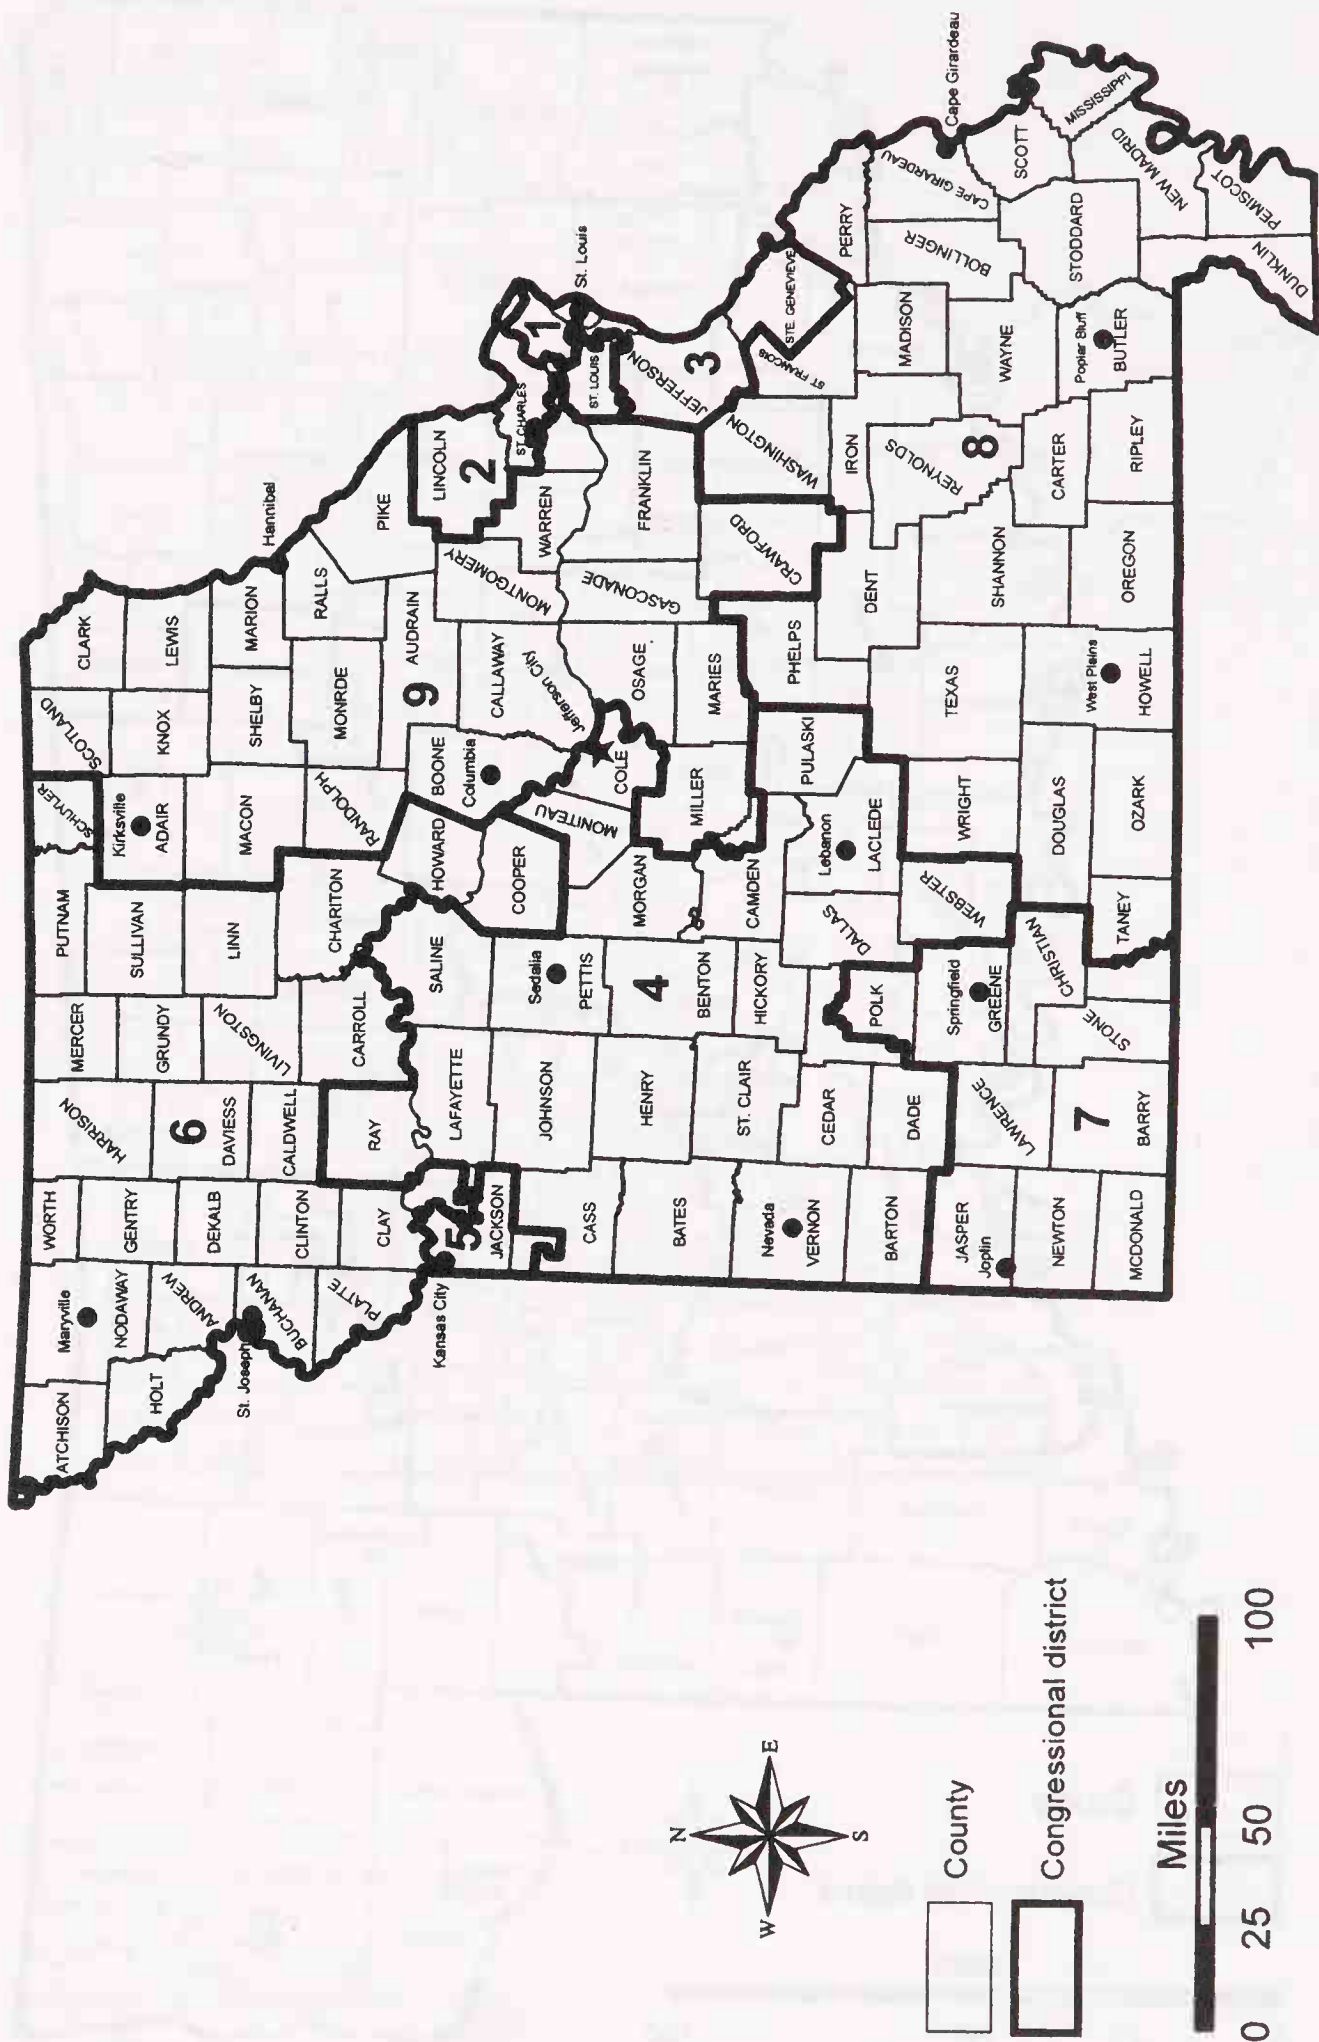 ATCHISON
NODAWAY
Maryville
WORTH
HARRISON
MERCER
PUTNAM
SCHUYLER
SCOTLAND
CLARK
HOLT
ANDREW
GENTRY
GRUNDY
SULLIVAN
Kirksville
ADAIR
KNOX
LEWIS
St. Joseph
BUCHANAN
DEKALB
6
DAVIESS
LIVINGSTON
LINN
MACON
SHELBY
MARION
Hannibal
PLATTE
CLINTON
CALDWELL
CARROLL
CHARITON
RANDOLPH
MONRDE
RALLS
PIKE
CLAY
RAY
Kansas City
5
JACKSON
LAFAYETTE
SALINE
HOWARD
BOONE
Columbia
9
AUDRAIN
CALLAWAY
MONTGOMERY
LINCOLN
2
WARREN
ST. CHARLES
1
St. Louis
ST. LOUIS
CASS
JOHNSON
Sedalia
PETTIS
COOPER
MONITEAU
COLE
Jefferson City
OSAGE
GASCONADE
FRANKLIN
JEFFERSON
3
BATES
HENRY
4
BENTON
MORGAN
MILLER
MARIES
CRAWFORD
WASHINGTON
ST FRANCOIS
STE. GENEVIEVE
PERRY
Nevada
VERNON
ST. CLAIR
HICKORY
CAMDEN
PULASKI
PHELPS
DENT
IRON
MADISON
BOLLINGER
CAPE GIRARDEAU
Cape Girardeau
BARTON
CEDAR
DADE
POLK
DALLAS
Lebanon
LACLEDE
TEXAS
REYNOLDS
8
WAYNE
STODDARD
SCOTT
MISSISSIPPI
JASPER
Joplin
LAWRENCE
Springfield
GREENE
WEBSTER
WRIGHT
SHANNON
CARTER
Poplar Bluff
BUTLER
NEW MADRID
NEWTON
7
BARRY
STONE
CHRISTIAN
DOUGLAS
West Plains
HOWELL
OREGON
RIPLEY
DUNKLIN
PEMISCOT
MCDONALD
TANEY
OZARK
N
W
E
S
County
Congressional district
Miles
0 25 50 100